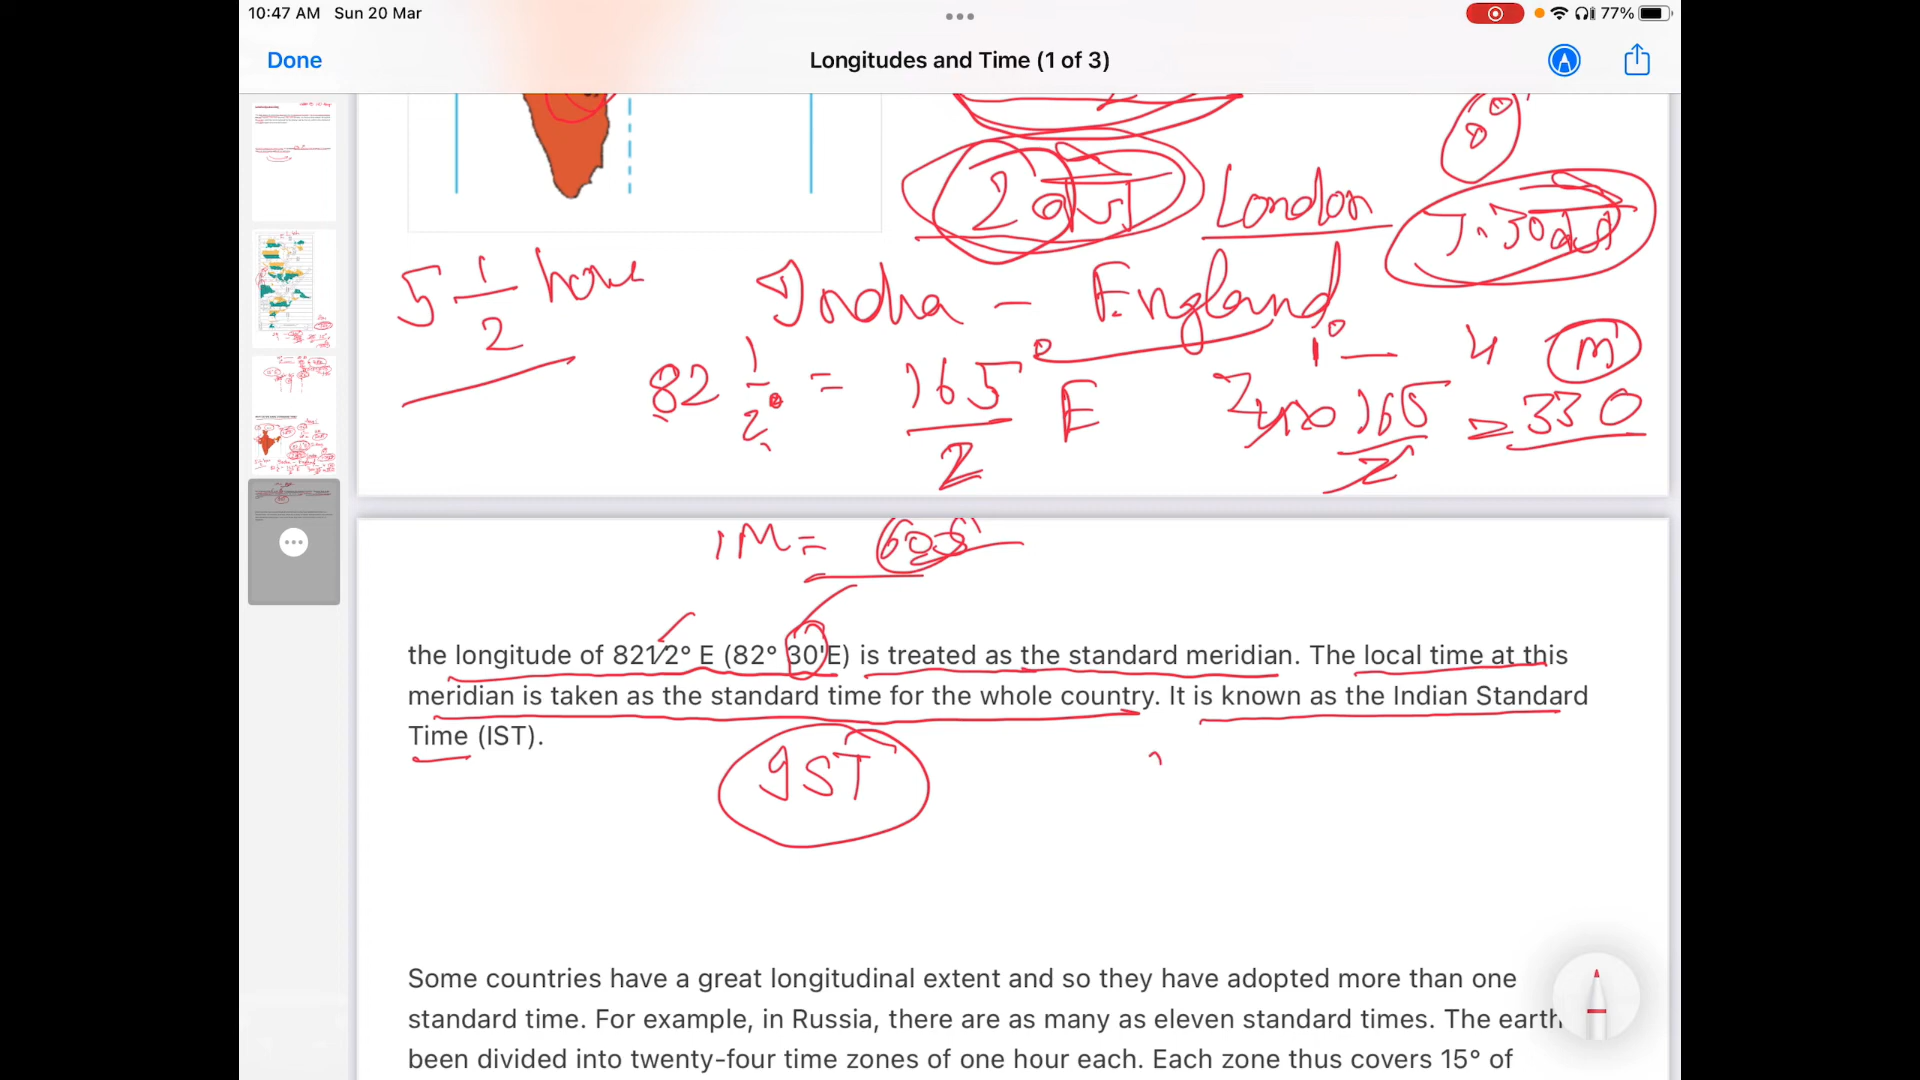 10:47 AM Sun 20 Mar
77%
Done
Longitudes and Time (1 of 3)
London
5 1/2
India - England
82 1/2° = 165°/2 E
1° - 4 m
165/2 = 330
1M = 60s
the longitude of 821⁄2° E (82° 30'E) is treated as the standard meridian. The local time at this
meridian is taken as the standard time for the whole country. It is known as the Indian Standard
Time (IST).
IST
Some countries have a great longitudinal extent and so they have adopted more than one
standard time. For example, in Russia, there are as many as eleven standard times. The earth
been divided into twenty-four time zones of one hour each. Each zone thus covers 15° of